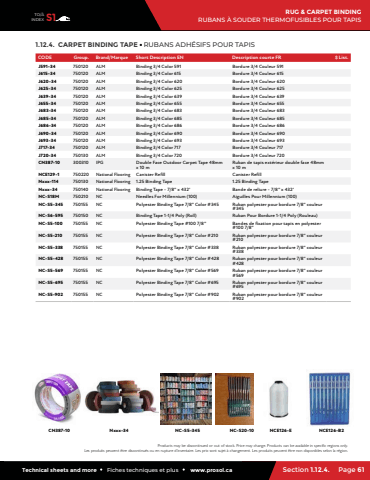 TOOL INDEX 51
RUG & CARPET BINDING
RUBANS À SOUDER THERMOFUSIBLES POUR TAPIS
1.12.4. CARPET BINDING TAPE • RUBANS ADHÉSIFS POUR TAPIS
CODE Group. Brand/Marque Short Description EN Description courte FR $ List.
J591-34 750120 ALM Binding 3/4 Color 591 Bordure 3/4 Couleur 591
J615-34 750120 ALM Binding 3/4 Color 615 Bordure 3/4 Couleur 615
J620-34 750120 ALM Binding 3/4 Color 620 Bordure 3/4 Couleur 620
J625-34 750120 ALM Binding 3/4 Color 625 Bordure 3/4 Couleur 625
J639-34 750120 ALM Binding 3/4 Color 639 Bordure 3/4 Couleur 639
J655-34 750120 ALM Binding 3/4 Color 655 Bordure 3/4 Couleur 655
J683-34 750120 ALM Binding 3/4 Color 683 Bordure 3/4 Couleur 683
J685-34 750120 ALM Binding 3/4 Color 685 Bordure 3/4 Couleur 685
J686-34 750120 ALM Binding 3/4 Color 686 Bordure 3/4 Couleur 686
J690-34 750120 ALM Binding 3/4 Color 690 Bordure 3/4 Couleur 690
J693-34 750120 ALM Binding 3/4 Color 693 Bordure 3/4 Couleur 693
J717-34 750120 ALM Binding 3/4 Color 717 Bordure 3/4 Couleur 717
J720-34 750120 ALM Binding 3/4 Color 720 Bordure 3/4 Couleur 720
CN387-10 300210 IPG Double Face Outdoor Carpet Tape 48mm x 10 m Ruban de tapis extérieur double face 48mm x 10 m
NCS129-1 750220 National Flooring Canister Refill Canister Refill
Nxxx-114 750130 National Flooring 1.25 Binding Tape 1.25 Binding Tape
Nxxx-34 750140 National Flooring Binding Tape - 7/8" x 432' Bande de reliure - 7/8" x 432'
NC-518M 750210 NC Needles For Millennium (100) Aiguilles Pour Millennium (100)
NC-55-345 750155 NC Polyester Binding Tape 7/8" Color #345 Ruban polyester pour bordure 7/8" couleur #345
NC-56-595 750150 NC Binding Tape 1-1/4 Poly (Roll) Ruban Pour Bordure 1-1/4 Poly (Rouleau)
NC-55-100 750155 NC Polyester Binding Tape #100 7/8" Bandes de fixation pour tapis en polyester #100 7/8"
NC-55-210 750155 NC Polyester Binding Tape 7/8" Color #210 Ruban polyester pour bordure 7/8" couleur #210
NC-55-338 750155 NC Polyester Binding Tape 7/8" Color #338 Ruban polyester pour bordure 7/8" couleur #338
NC-55-428 750155 NC Polyester Binding Tape 7/8" Color #428 Ruban polyester pour bordure 7/8" couleur #428
NC-55-569 750155 NC Polyester Binding Tape 7/8" Color #569 Ruban polyester pour bordure 7/8" couleur #569
NC-55-695 750155 NC Polyester Binding Tape 7/8" Color #695 Ruban polyester pour bordure 7/8" couleur #695
NC-55-902 750155 NC Polyester Binding Tape 7/8" Color #902 Ruban polyester pour bordure 7/8" couleur #902
CN387-10 Nxxx-34 NC-55-345 NC-520-10 NCS126-E NCS126-B2
Products may be discontinued or out of stock. Price may change. Products can be available in specific regions only.
Les produits peuvent être discontinués ou en rupture d'inventaire. Les prix sont sujet à changement. Les produits peuvent être non disponibles selon la région.
Technical sheets and more • Fiches techniques et plus • www.prosol.ca Section 1.12.4. Page 61